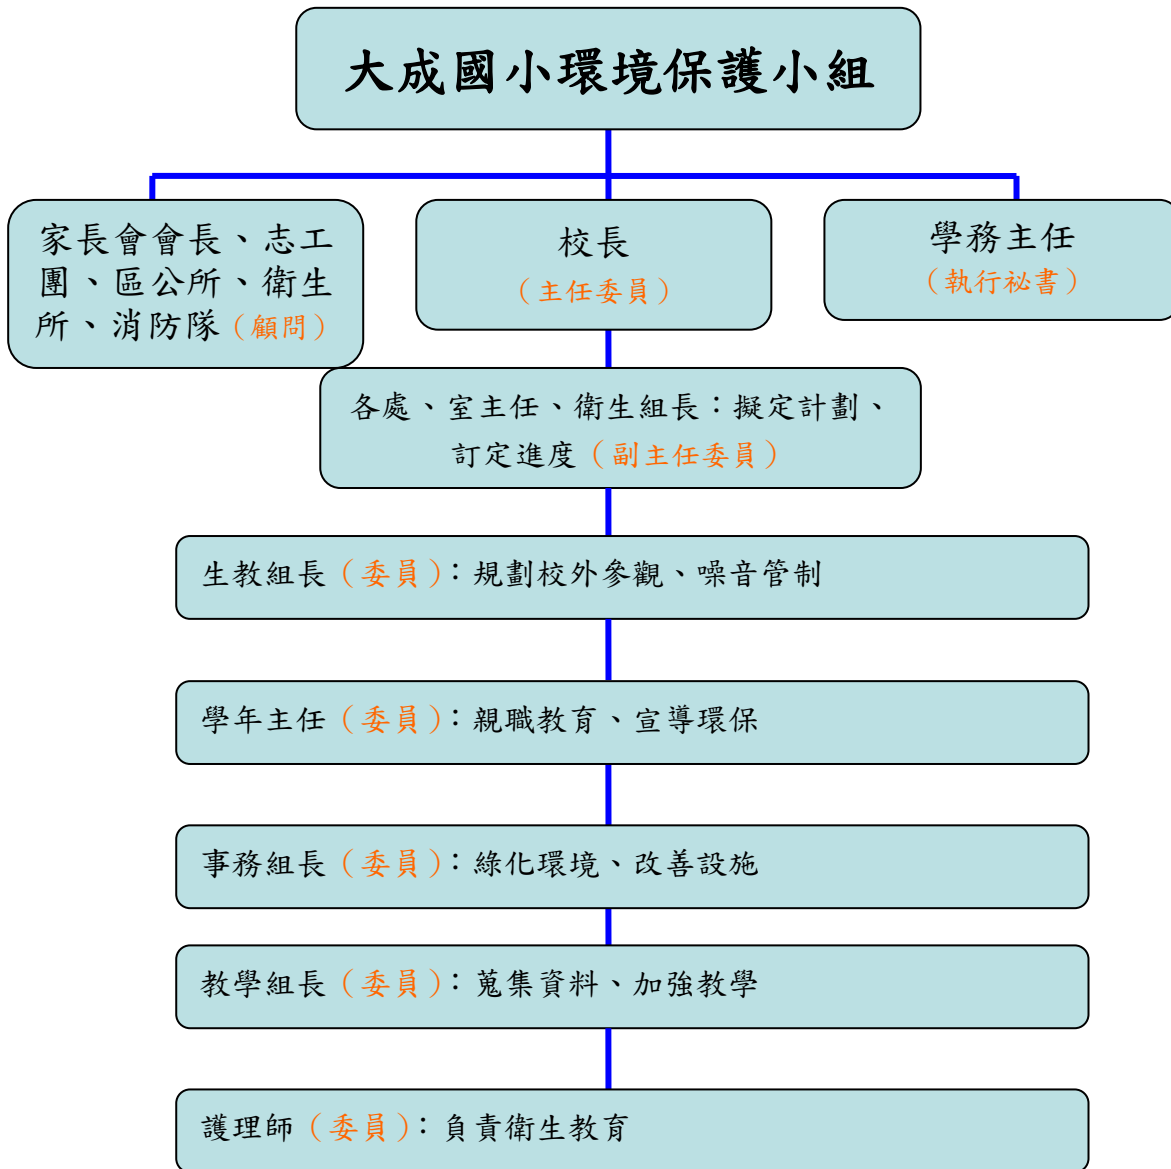 大成國小環境保護小組
家長會會長、志工
團、區公所、衛生
所、消防隊（顧問）
校長
（主任委員）
學務主任
（執行祕書）
各處、室主任、衛生組長：擬定計劃、
訂定進度（副主任委員）
生教組長（委員）：規劃校外參觀、噪音管制
學年主任（委員）：親職教育、宣導環保
事務組長（委員）：綠化環境、改善設施
教學組長（委員）：蒐集資料、加強教學
護理師（委員）：負責衛生教育